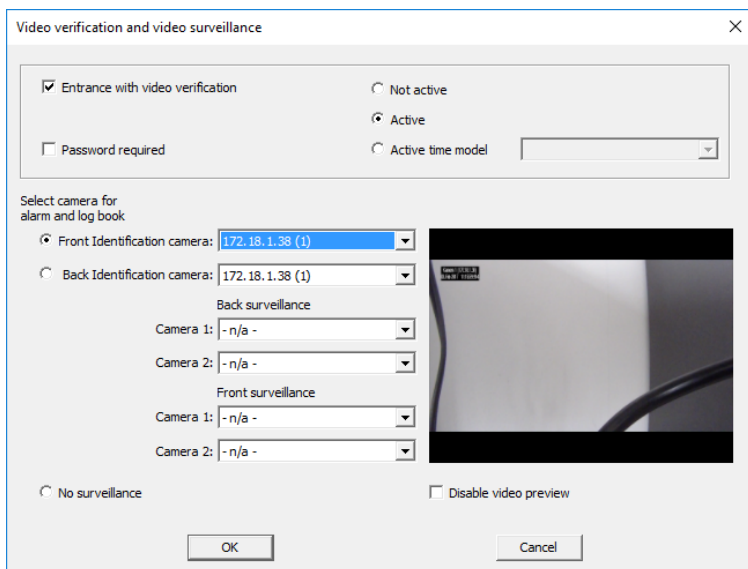 Video verification and video surveillance
Entrance with video verification
Not active
Active
Password required
Active time model
Select camera for
alarm and log book
Front Identification camera: 172.18.1.38 (1)
Back Identification camera: 172.18.1.38 (1)
Back surveillance
Camera 1: - n/a -
Camera 2: - n/a -
Front surveillance
Camera 1: - n/a -
Camera 2: - n/a -
No surveillance
Disable video preview
OK
Cancel